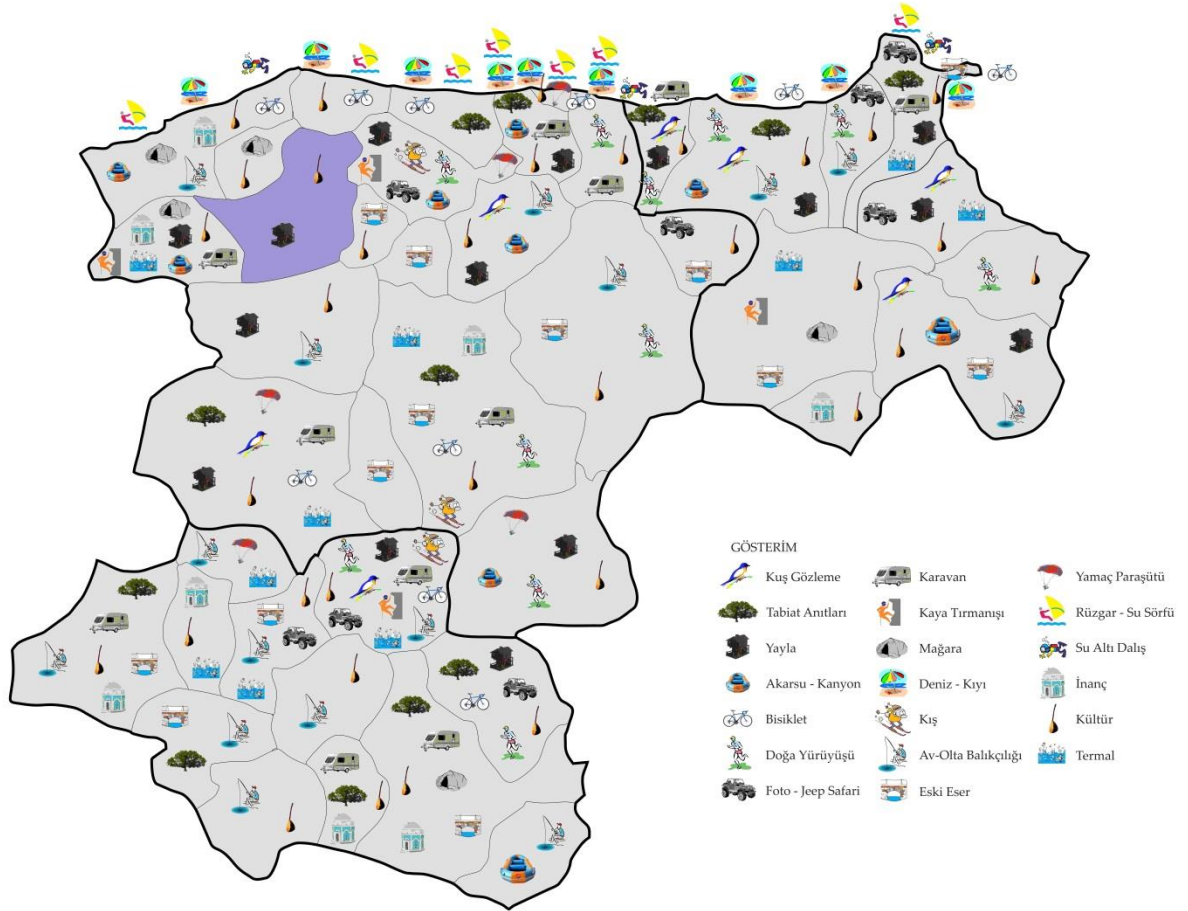 GÖSTERİM
Kuş Gözleme
Tabiat Anıtları
Yayla
Akarsu - Kanyon
Bisiklet
Doğa Yürüyüşü
Foto - Jeep Safari
Karavan
Kaya Tırmanışı
Mağara
Deniz - Kıyı
Kış
Av-Olta Balıkçılığı
Eski Eser
Yamaç Paraşütü
Rüzgar - Su Sörfü
Su Altı Dalış
İnanç
Kültür
Termal